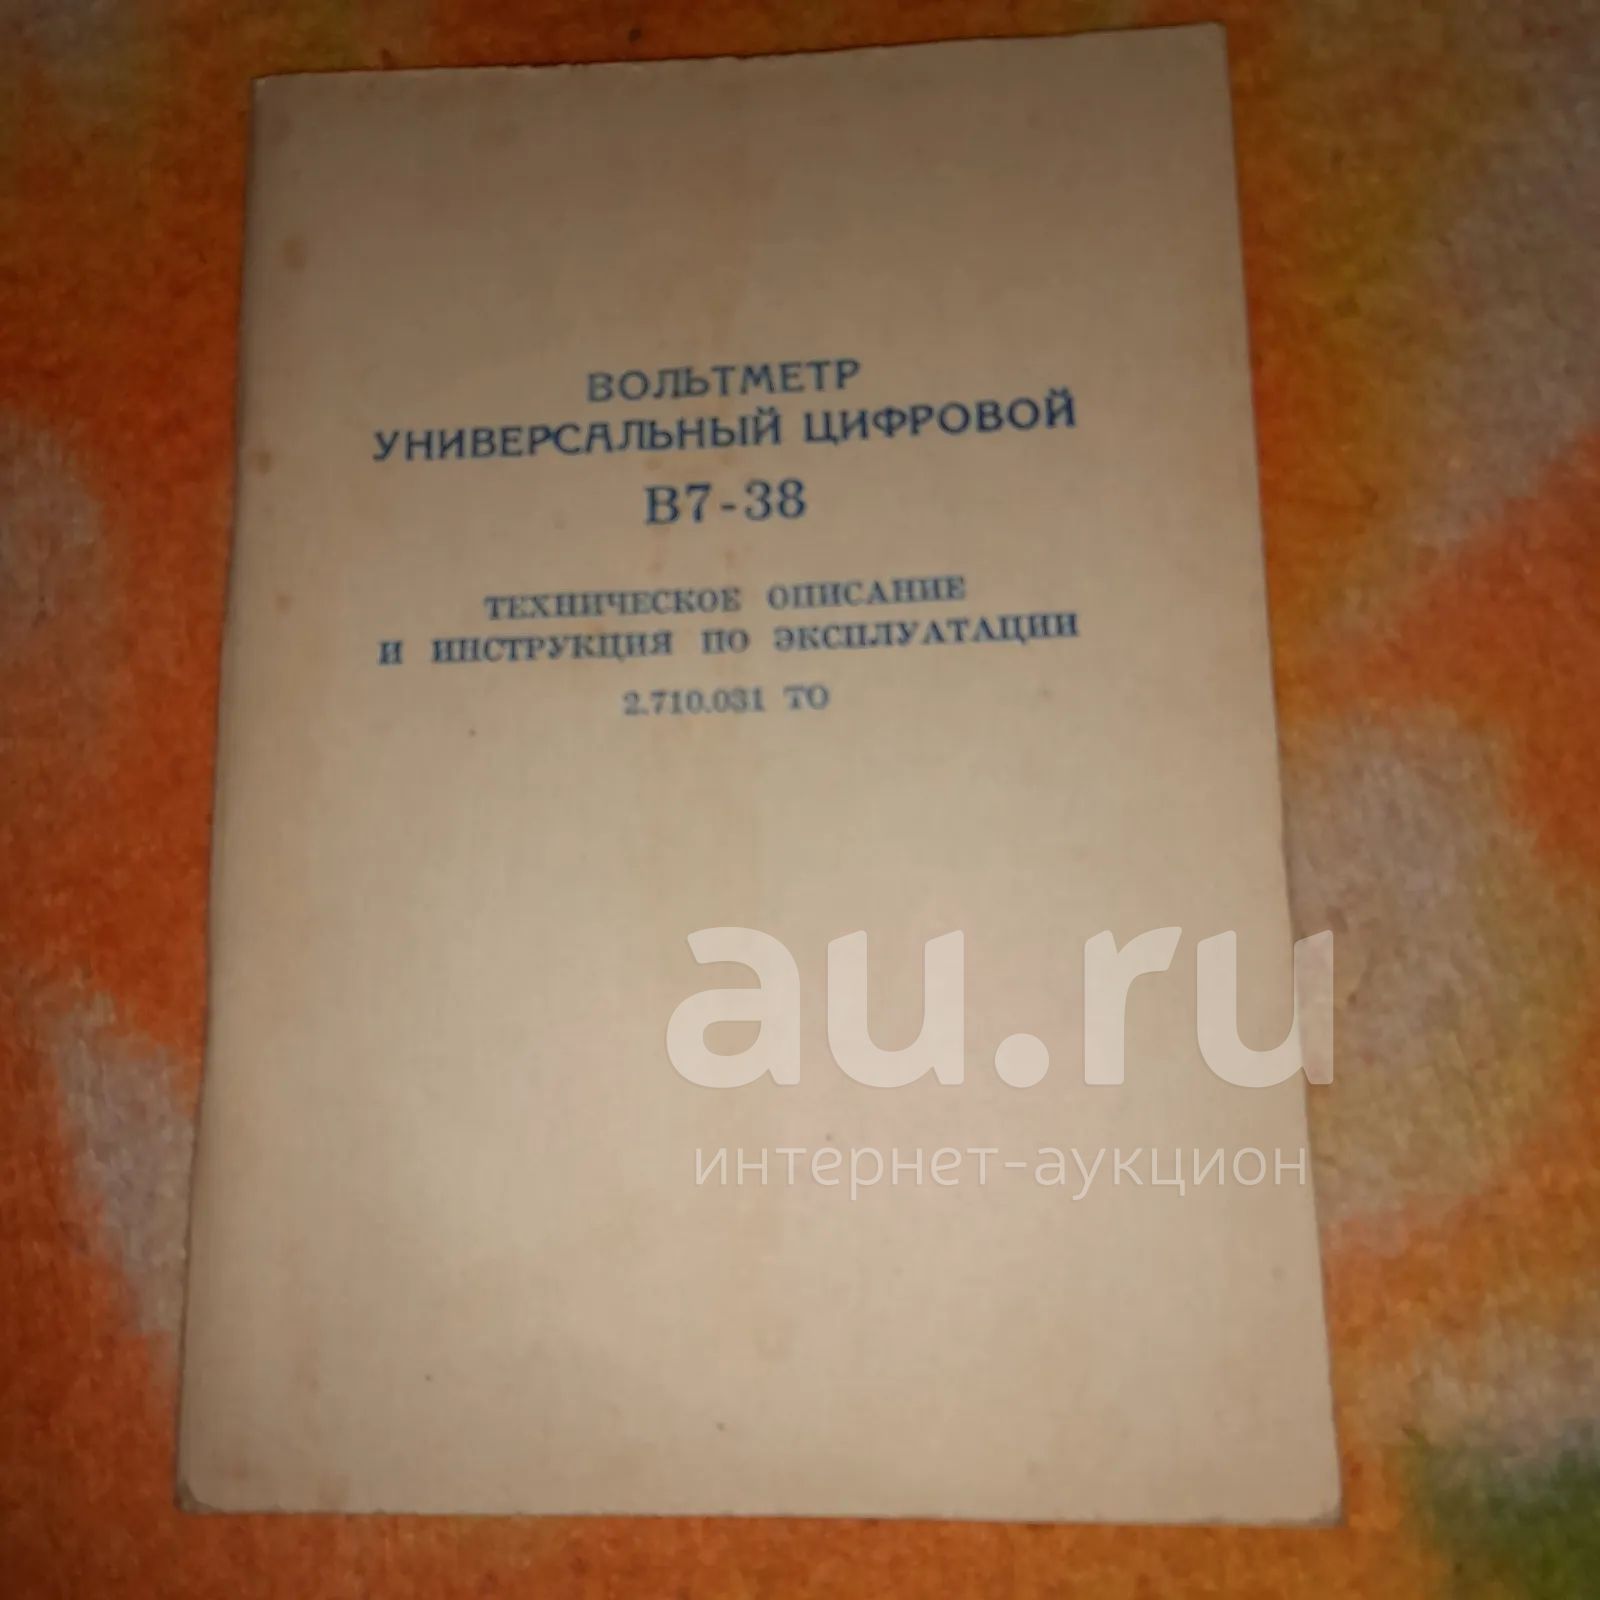 ВОЛЬТМЕТР
УНИВЕРСАЛЬНЫЙ ЦИФРОВОЙ
В7-38
ТЕХНИЧЕСКОЕ ОПИСАНИЕ
И ИНСТРУКЦИЯ ПО ЭКСПЛУАТАЦИИ
2.710.031 ТО
au.ru
интернет-аукцион